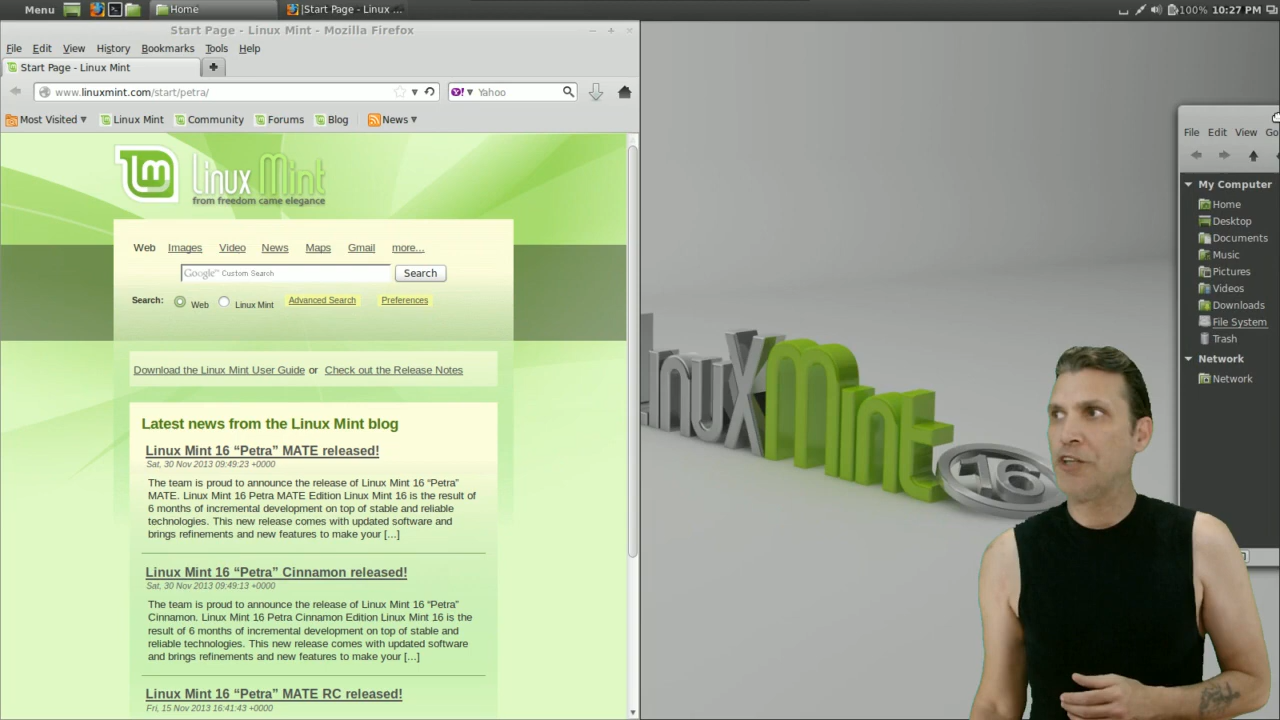 Menu
Home
Start Page - Linux ...
100% 10:27 PM
Start Page - Linux Mint - Mozilla Firefox
File Edit View History Bookmarks Tools Help
Start Page - Linux Mint
www.linuxmint.com/start/petra/
Yahoo
Most Visited Linux Mint Community Forums Blog News
Linux Mint
from freedom came elegance
Web Images Video News Maps Gmail more...
Google™ Custom Search
Search
Search: Web Linux Mint Advanced Search Preferences
Download the Linux Mint User Guide or Check out the Release Notes
Latest news from the Linux Mint blog
Linux Mint 16 “Petra” MATE released!
Sat, 30 Nov 2013 09:49:23 +0000
The team is proud to announce the release of Linux Mint 16 “Petra”
MATE. Linux Mint 16 Petra MATE Edition Linux Mint 16 is the result of
6 months of incremental development on top of stable and reliable
technologies. This new release comes with updated software and
brings refinements and new features to make your [...]
Linux Mint 16 “Petra” Cinnamon released!
Sat, 30 Nov 2013 09:49:13 +0000
The team is proud to announce the release of Linux Mint 16 “Petra”
Cinnamon. Linux Mint 16 Petra Cinnamon Edition Linux Mint 16 is the
result of 6 months of incremental development on top of stable and
reliable technologies. This new release comes with updated software
and brings refinements and new features to make your [...]
Linux Mint 16 “Petra” MATE RC released!
Fri, 15 Nov 2013 16:41:43 +0000
Linux Mint 16
File Edit View Go
My Computer
Home
Desktop
Documents
Music
Pictures
Videos
Downloads
File System
Trash
Network
Network